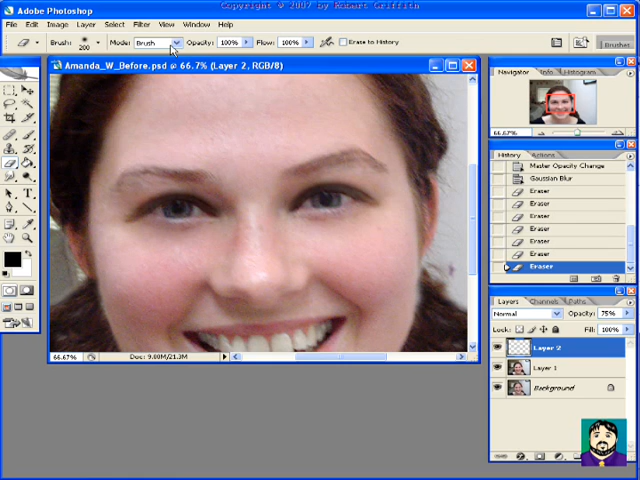 Copyright © 2007 by Robert Griffith
Adobe Photoshop
File Edit Image Layer Select Filter View Window Help
Brush: 200 Mode: Brush Opacity: 100% Flow: 100% Erase to History Brushes
Amanda_W_Before.psd @ 66.7% (Layer 2, RGB/8)
Navigator Info Histogram
66.67%
History Actions
Master Opacity Change
Gaussian Blur
Eraser
Eraser
Eraser
Eraser
Eraser
Eraser
Eraser
Layers Channels Paths
Normal Opacity: 75%
Lock: Fill: 100%
Layer 2
Layer 1
Background
66.67% Doc: 9.00M/21.3M